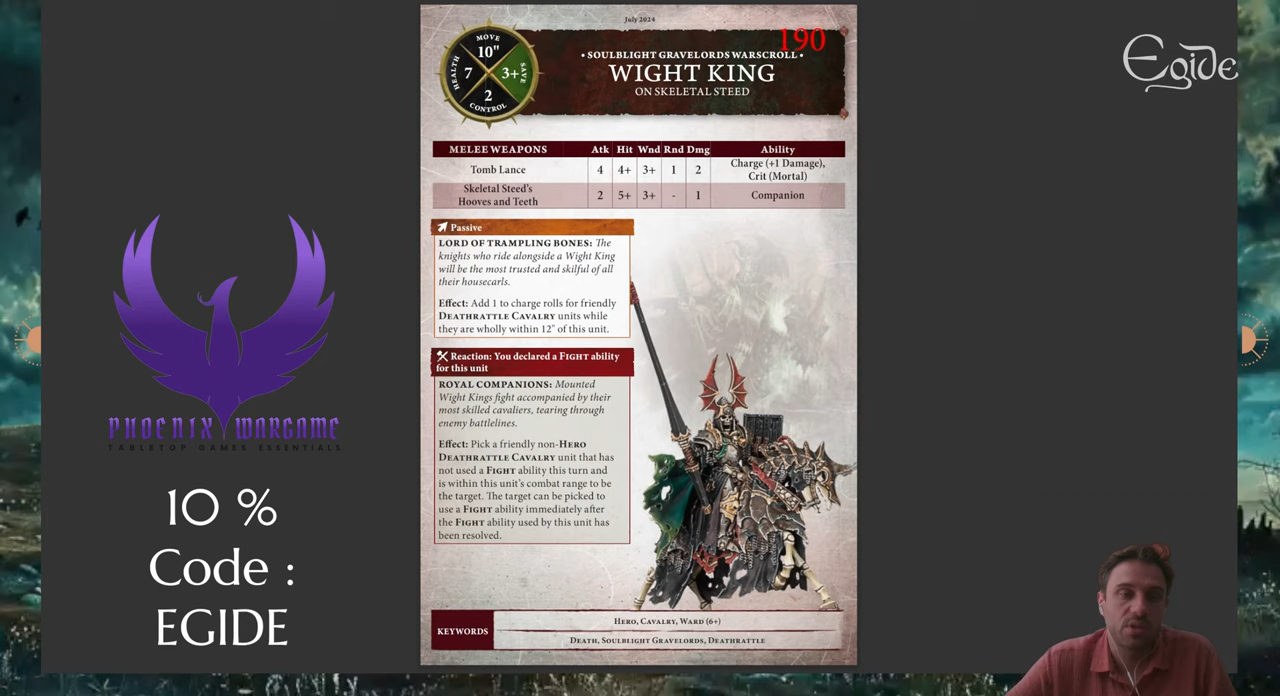 July 2024
190
MOVE
10"
HEALTH
7
3+
SAVE
2
CONTROL
• SOULBLIGHT GRAVELORDS WARSCROLL •
WIGHT KING
ON SKELETAL STEED
Egide
MELEE WEAPONS Atk Hit Wnd Rnd Dmg Ability
Tomb Lance 4 4+ 3+ 1 2 Charge (+1 Damage),
Crit (Mortal)
Skeletal Steed's
Hooves and Teeth 2 5+ 3+ - 1 Companion
Passive
LORD OF TRAMPLING BONES: The
knights who ride alongside a Wight King
will be the most trusted and skilful of all
their housecarls.
Effect: Add 1 to charge rolls for friendly
DEATHRATTLE CAVALRY units while
they are wholly within 12" of this unit.
Reaction: You declared a FIGHT ability
for this unit
ROYAL COMPANIONS: Mounted
Wight Kings fight accompanied by their
most skilled cavaliers, tearing through
enemy battlelines.
Effect: Pick a friendly non-HERO
DEATHRATTLE CAVALRY unit that has
not used a FIGHT ability this turn and
is within this unit's combat range to be
the target. The target can be picked to
use a FIGHT ability immediately after
the FIGHT ability used by this unit has
been resolved.
KEYWORDS
HERO, CAVALRY, WARD (6+)
DEATH, SOULBLIGHT GRAVELORDS, DEATHRATTLE
PHOENIX WARGAME
TABLETOP GAMES ESSENTIALS
10 %
Code :
EGIDE